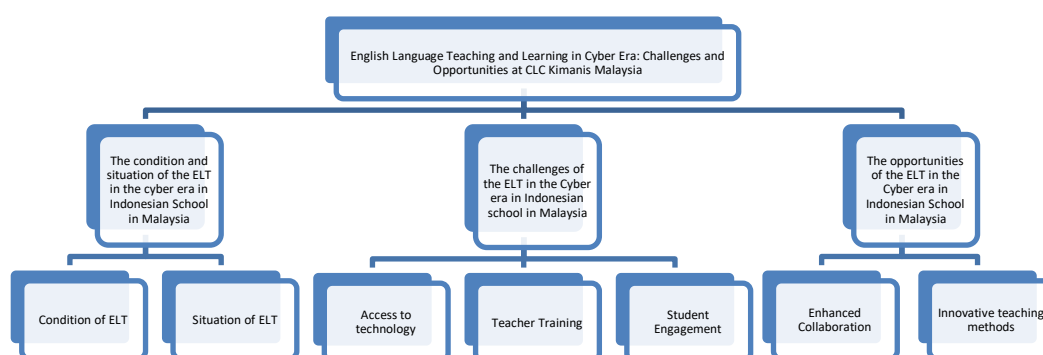 English Language Teaching and Learning in Cyber Era: Challenges and
Opportunities at CLC Kimanis Malaysia
The condition and
situation of the ELT
in the cyber era in
Indonesian School
in Malaysia
The challenges of
the ELT in the Cyber
era in Indonesian
school in Malaysia
The opportunities
of the ELT in the
Cyber era in
Indonesian School
in Malaysia
Condition of ELT
Situation of ELT
Access to
technology
Teacher Training
Student
Engagement
Enhanced
Collaboration
Innovative teaching
methods